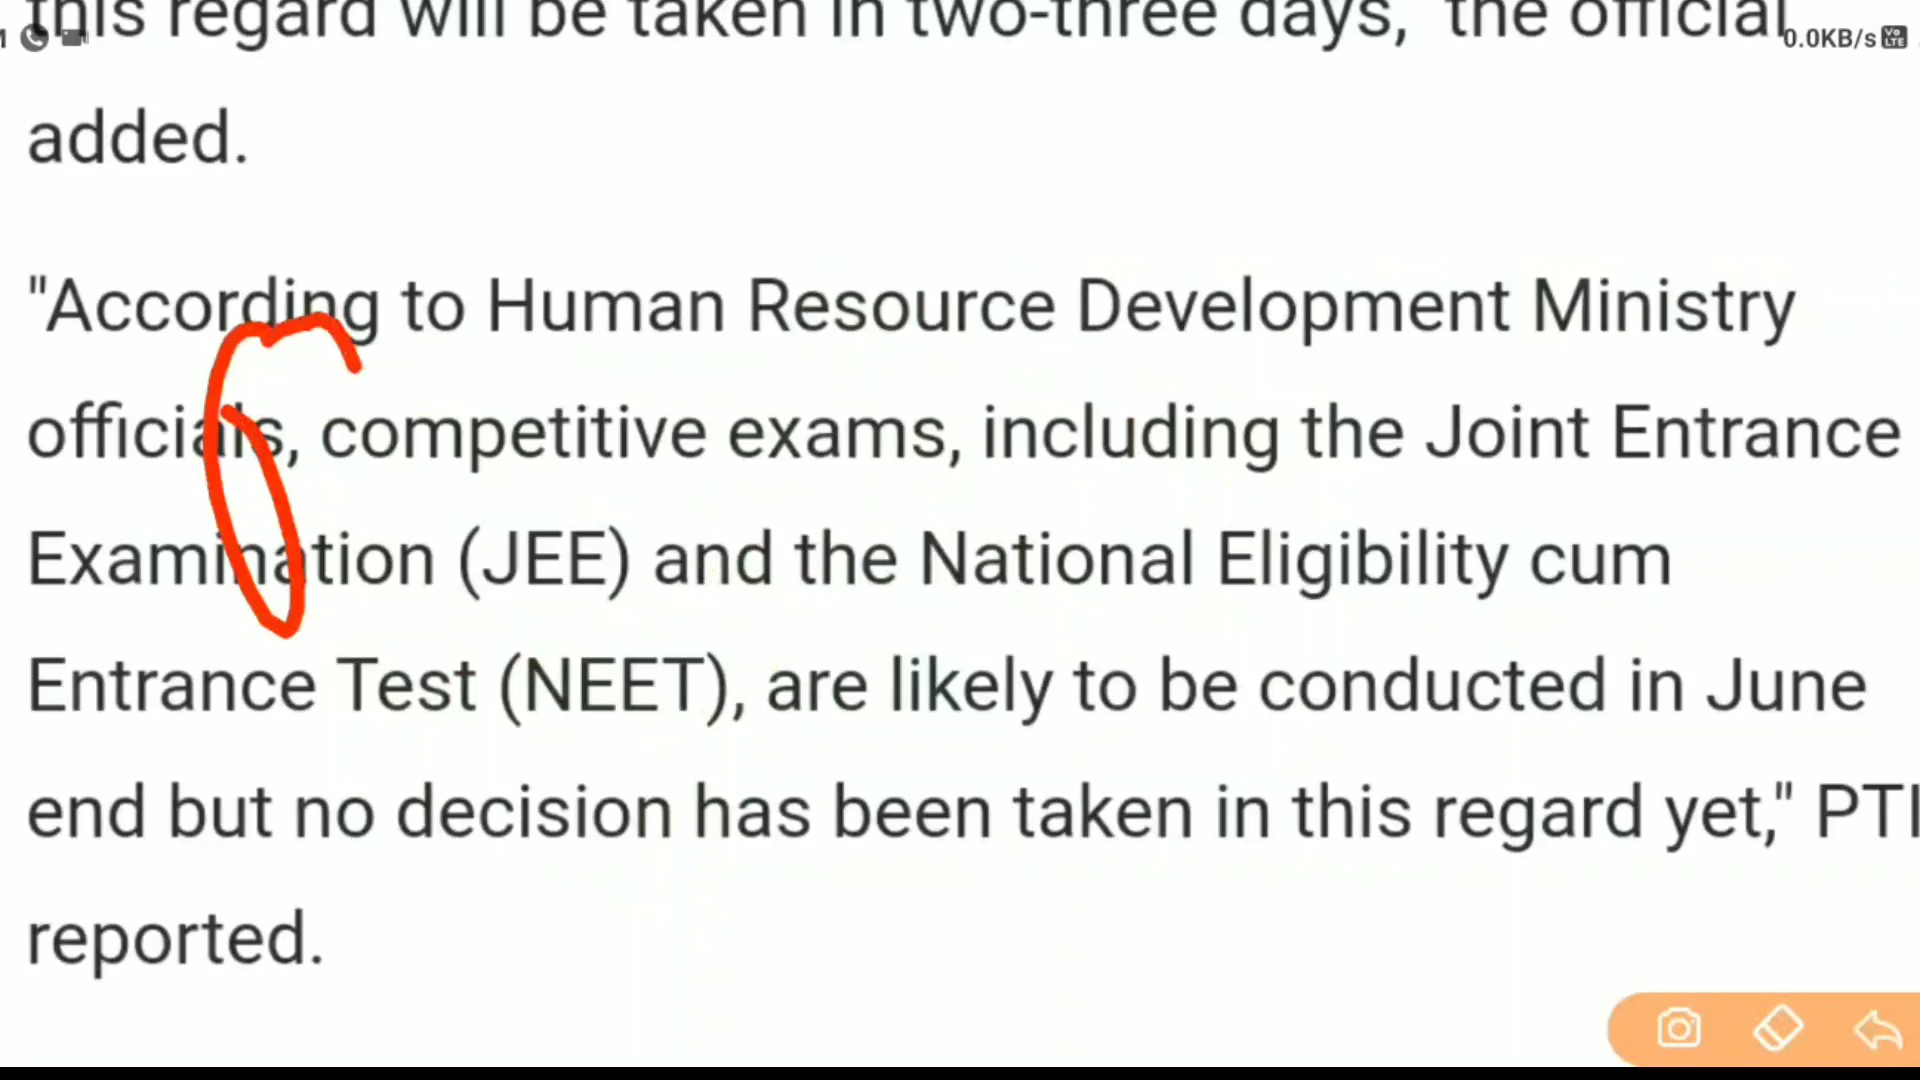 this regard will be taken in two-three days, the official
0.0KB/s
Vo LTE
added.
"According to Human Resource Development Ministry
officials, competitive exams, including the Joint Entrance
Examination (JEE) and the National Eligibility cum
Entrance Test (NEET), are likely to be conducted in June
end but no decision has been taken in this regard yet," PTI
reported.